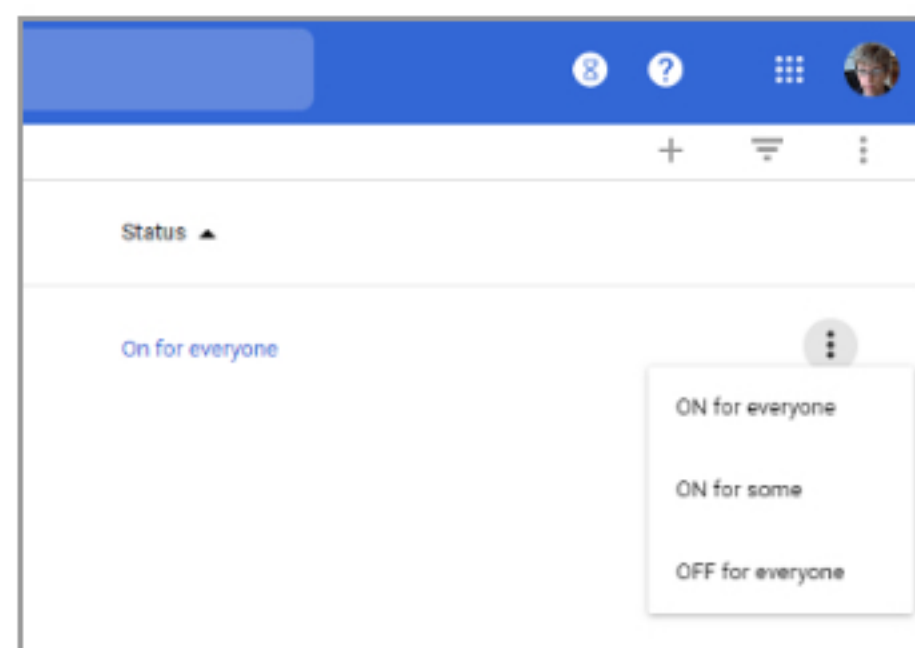 8 ?
Status
On for everyone
ON for everyone
ON for some
OFF for everyone